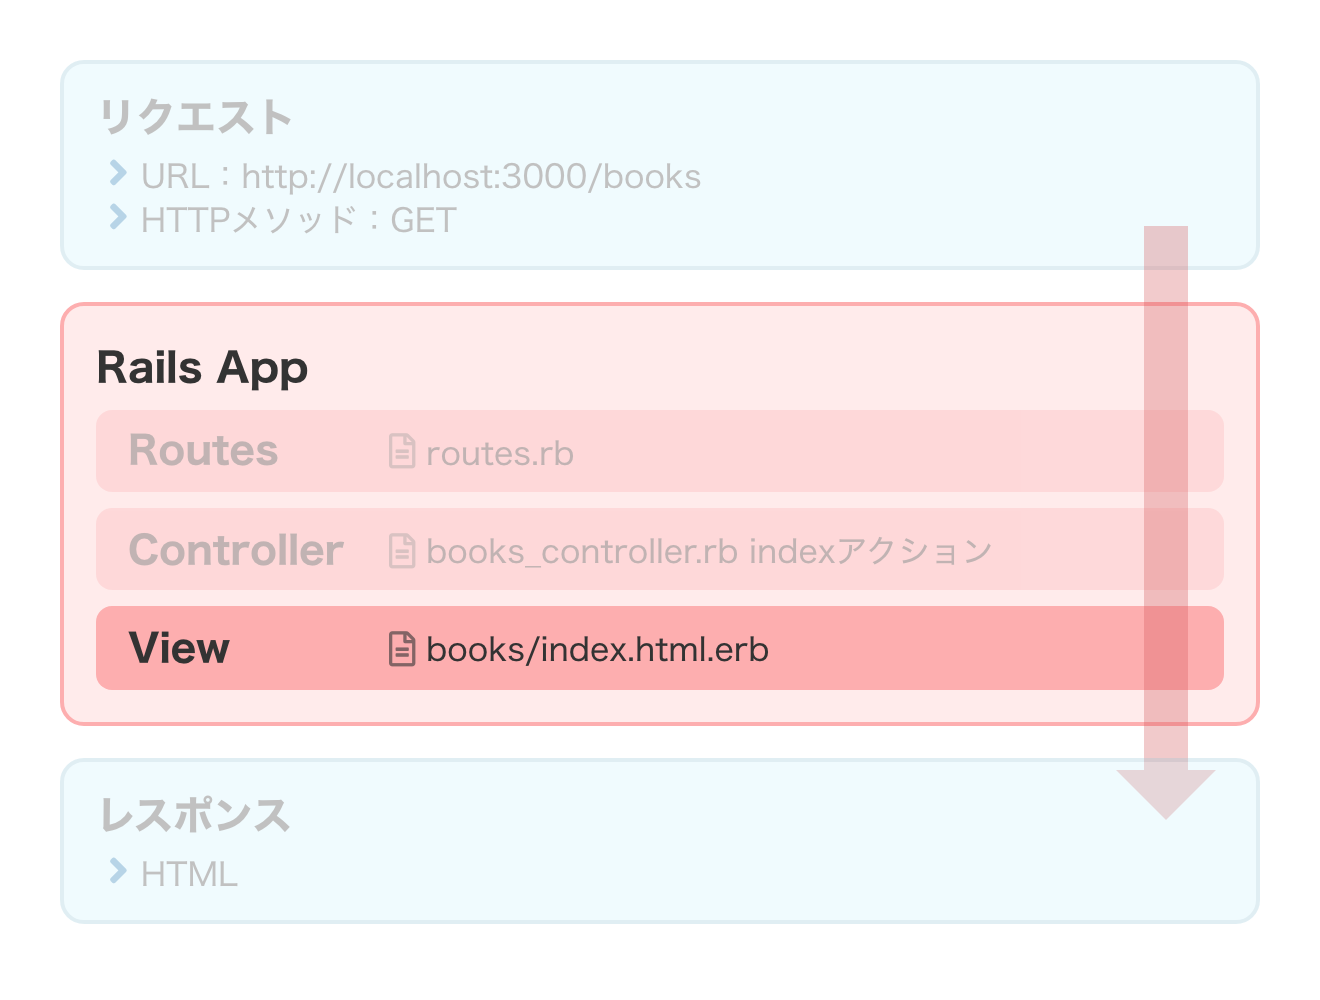 リクエスト
URL：http://localhost:3000/books
HTTPメソッド：GET
Rails App
Routes routes.rb
Controller books_controller.rb indexアクション
View books/index.html.erb
レスポンス
HTML